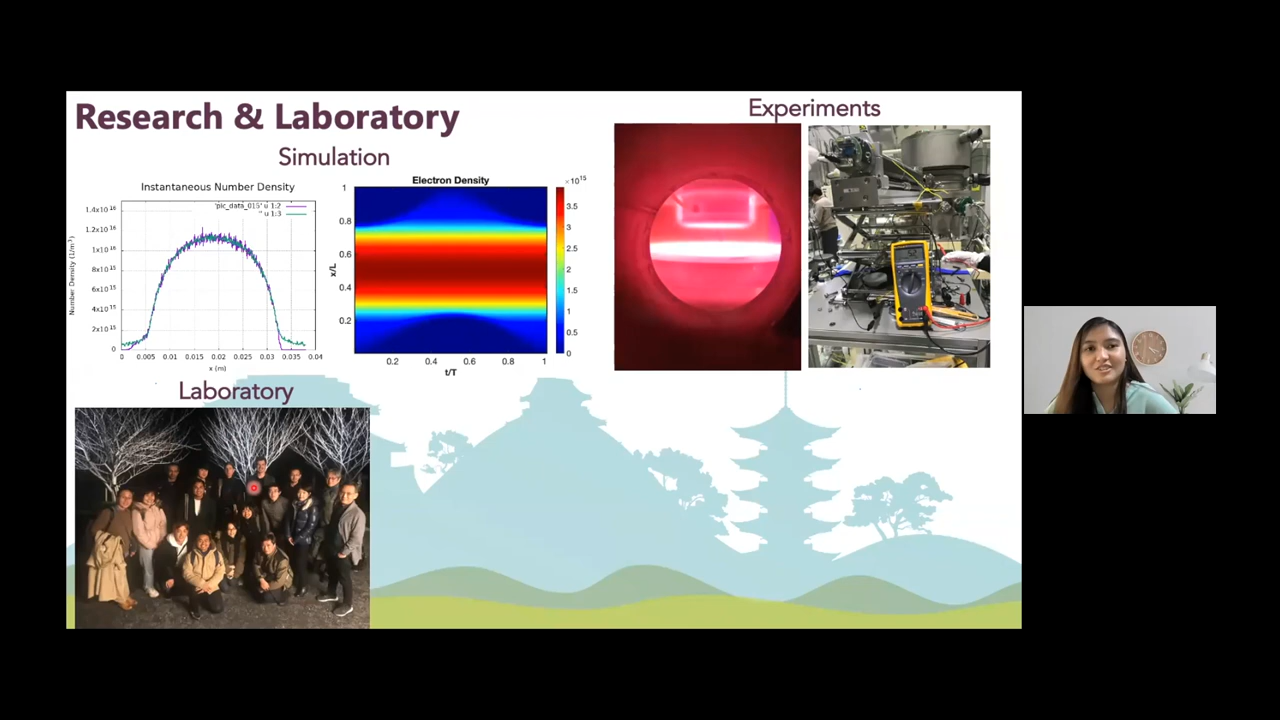 Research & Laboratory
Simulation
Instantaneous Number Density
'pic_data_015' u 1:2
'' u 1:3
1.4x10^16
1.2x10^16
1x10^16
8x10^15
6x10^15
4x10^15
2x10^15
0
Number Density (1/m^3)
0 0.005 0.01 0.015 0.02 0.025 0.03 0.035 0.04
x (m)
Electron Density
1
0.8
0.6
0.4
0.2
x/L
0.2 0.4 0.6 0.8 1
t/T
×10^15
4
3.5
3
2.5
2
1.5
1
0.5
0
Experiments
Laboratory